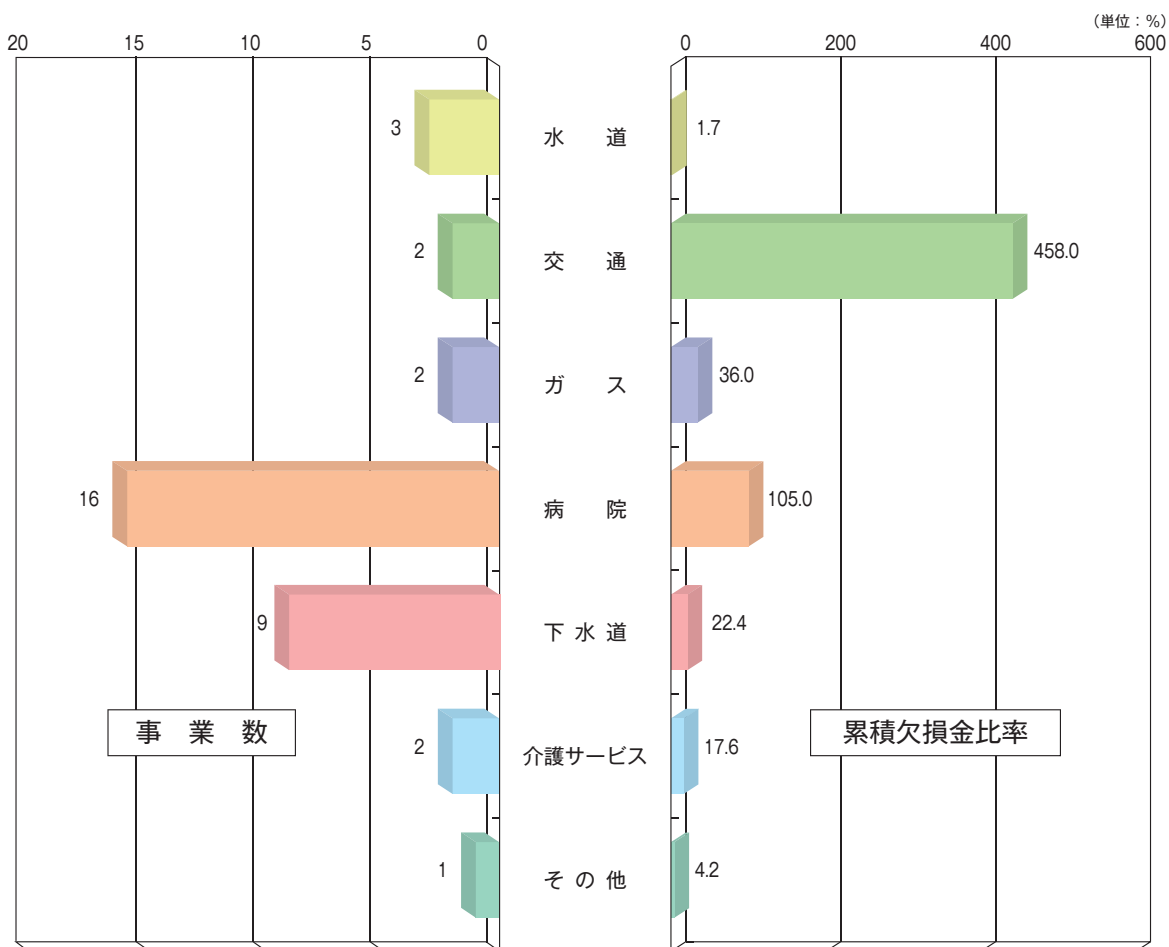 （単位：%）
20 15 10 5 0 0 200 400 600
3 水道 1.7
2 交通 458.0
2 ガス 36.0
16 病院 105.0
9 下水道 22.4
事業数 累積欠損金比率
2 介護サービス 17.6
1 その他 4.2